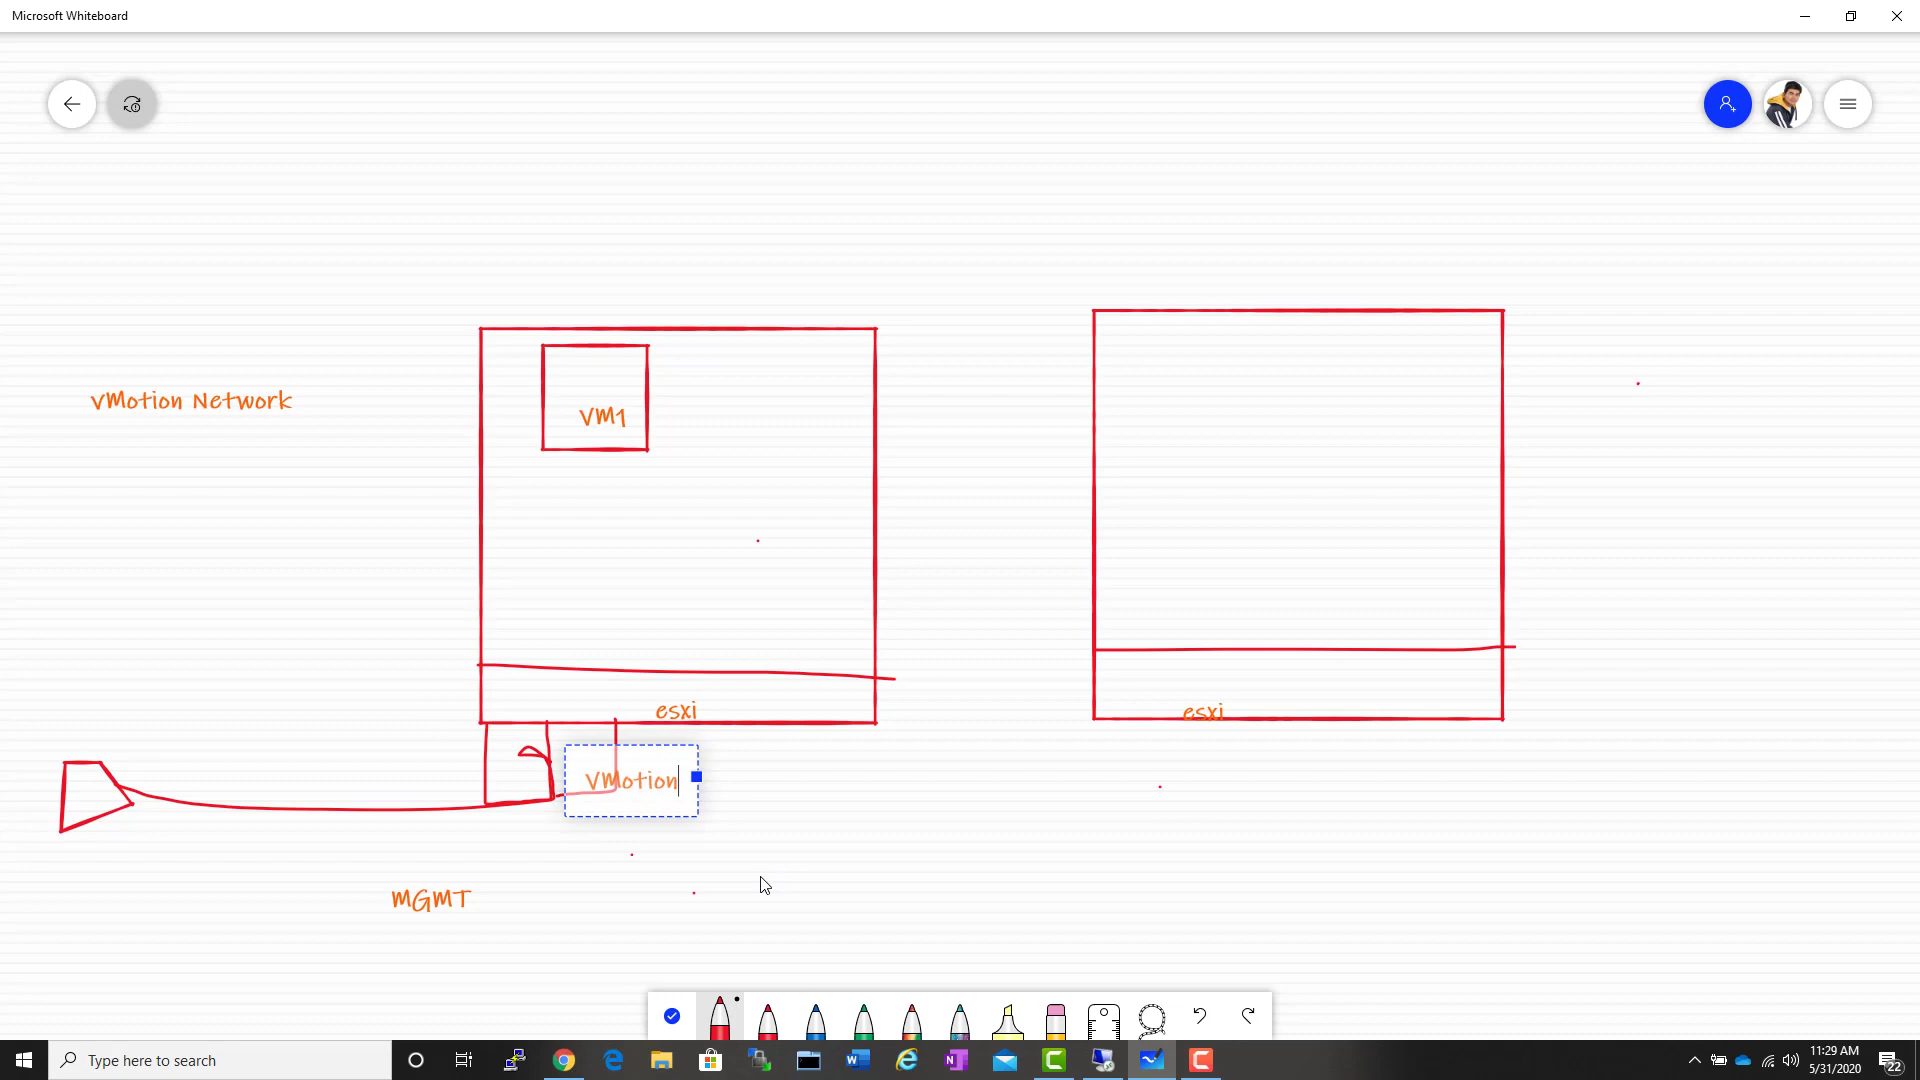 Microsoft Whiteboard
vMotion Network
VM1
esxi
esxi
VMotion
MGMT
Type here to search
11:29 AM
5/31/2020
22